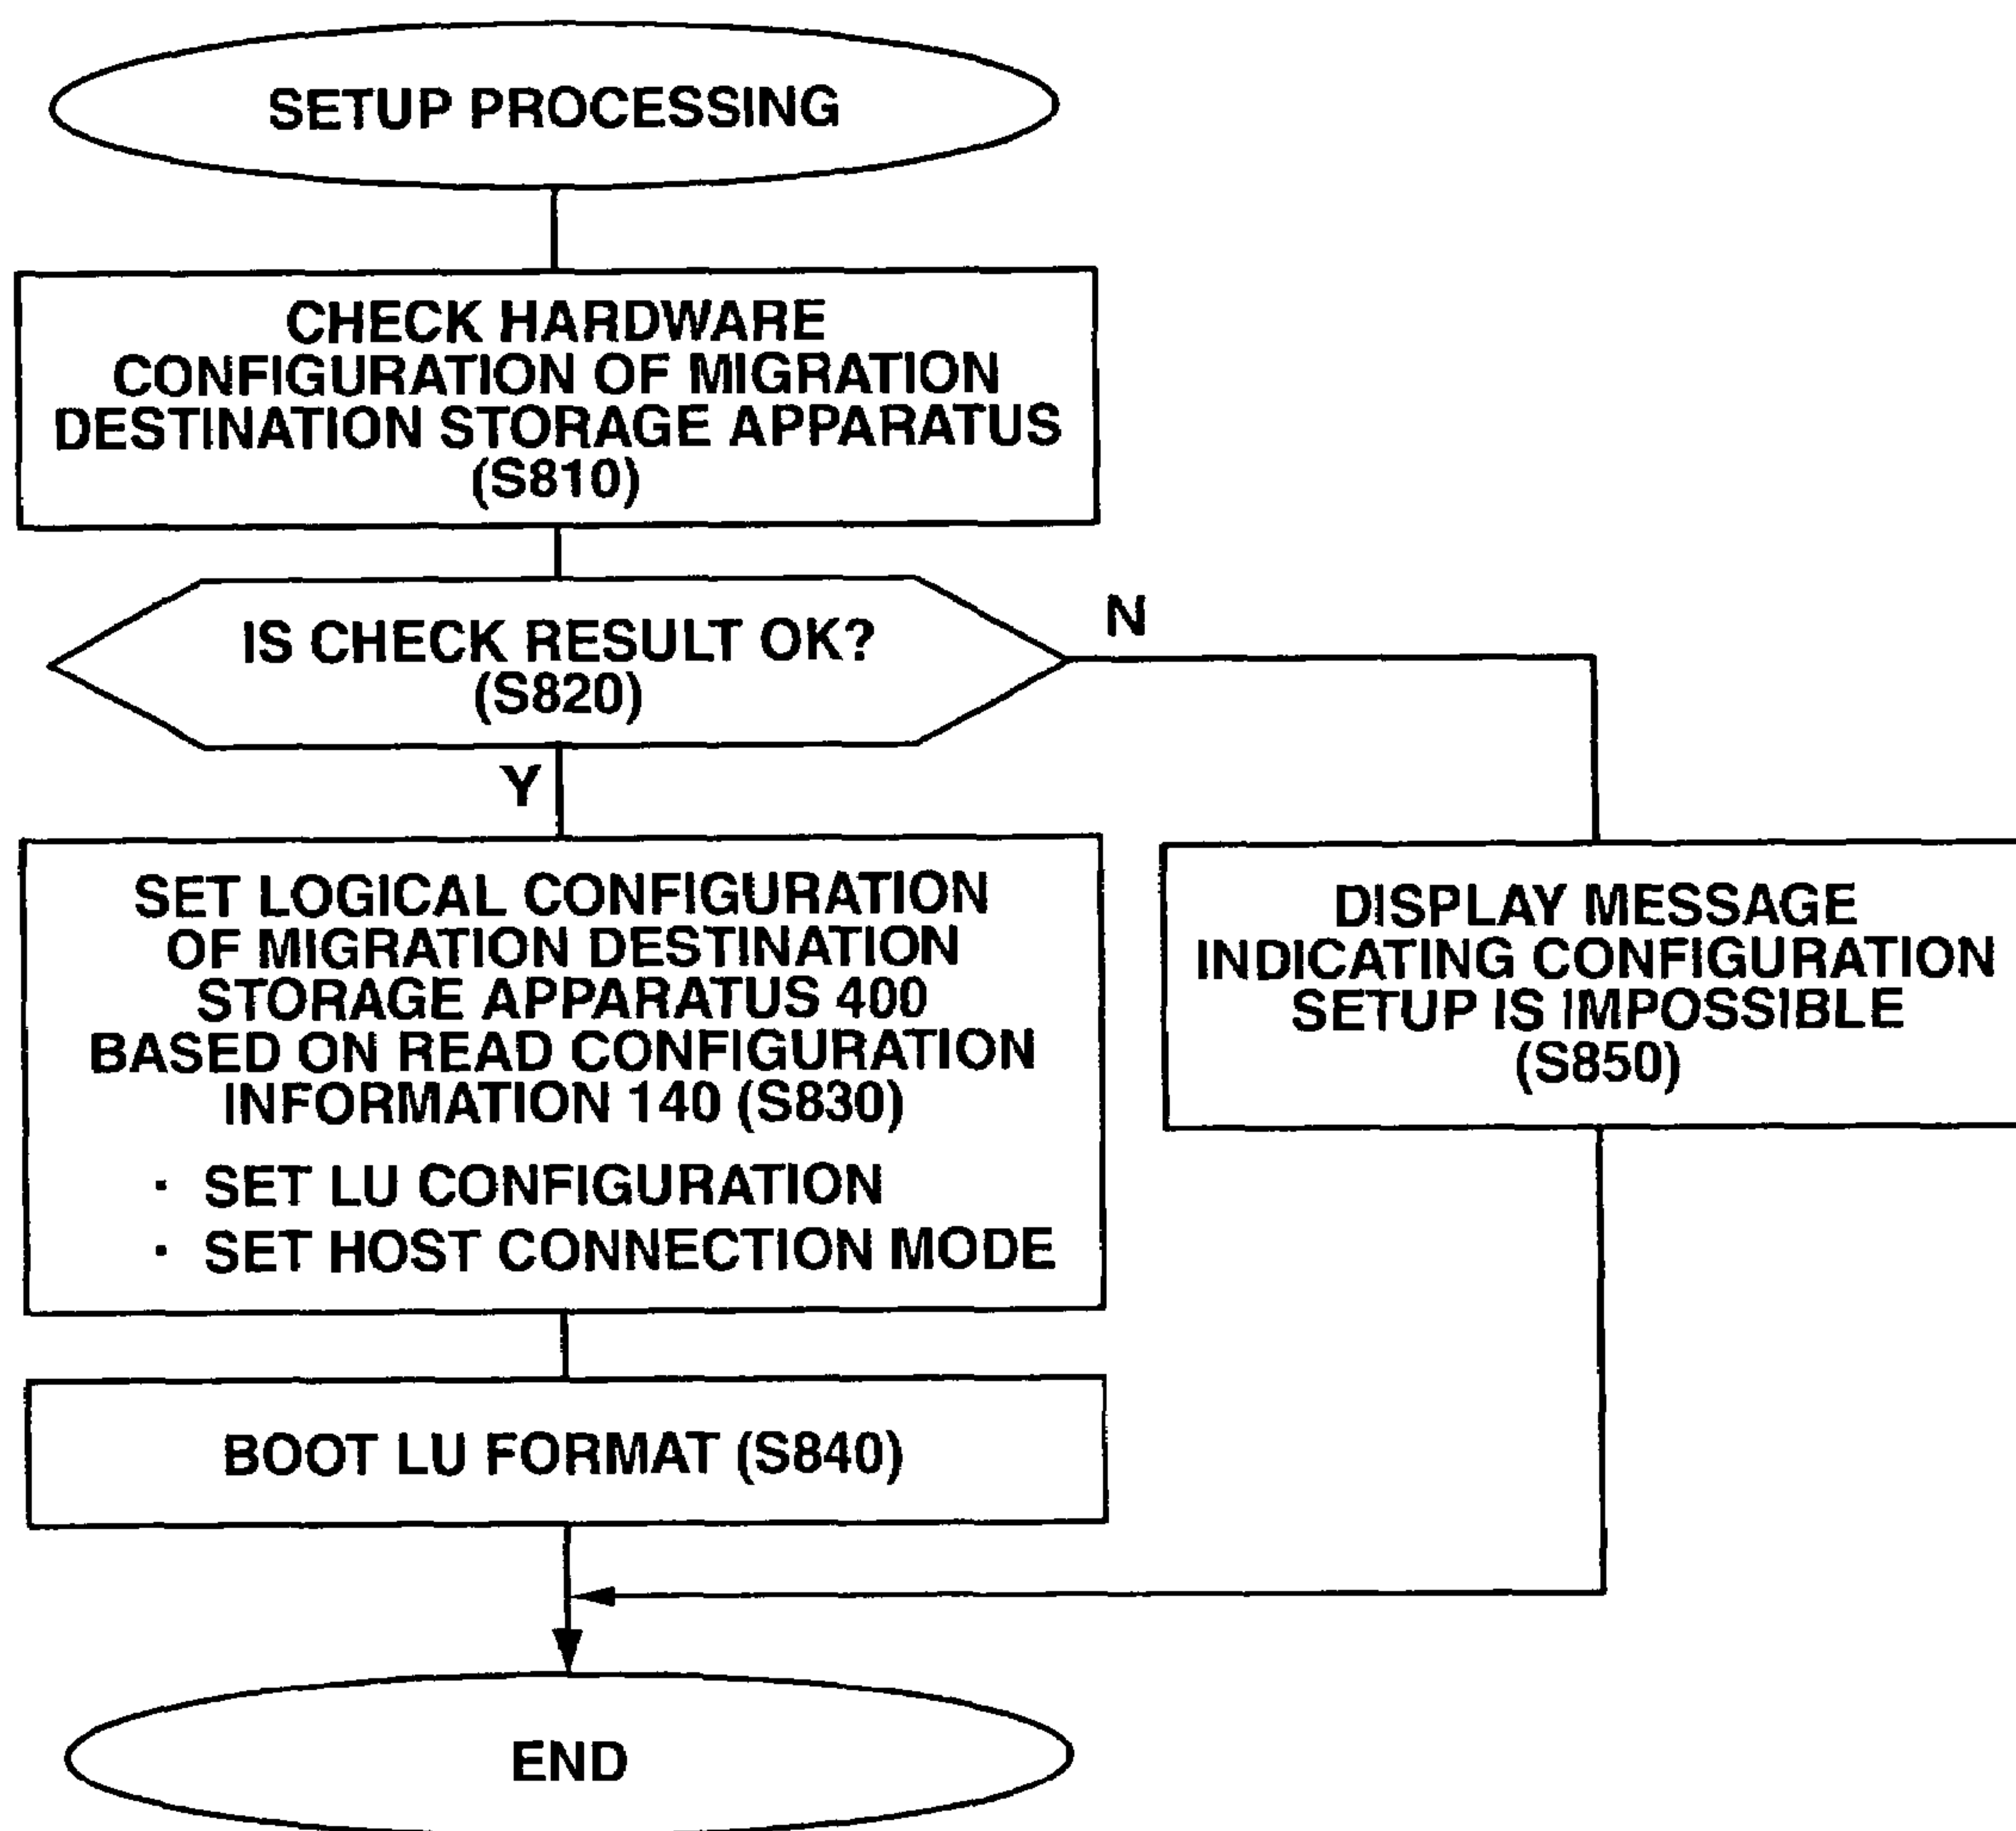 SETUP PROCESSING
CHECK HARDWARE
CONFIGURATION OF MIGRATION
DESTINATION STORAGE APPARATUS
(S810)
IS CHECK RESULT OK?
(S820)
N
Y
SET LOGICAL CONFIGURATION
OF MIGRATION DESTINATION
STORAGE APPARATUS 400
BASED ON READ CONFIGURATION
INFORMATION 140 (S830)
· SET LU CONFIGURATION
· SET HOST CONNECTION MODE
DISPLAY MESSAGE
INDICATING CONFIGURATION
SETUP IS IMPOSSIBLE
(S850)
BOOT LU FORMAT (S840)
END